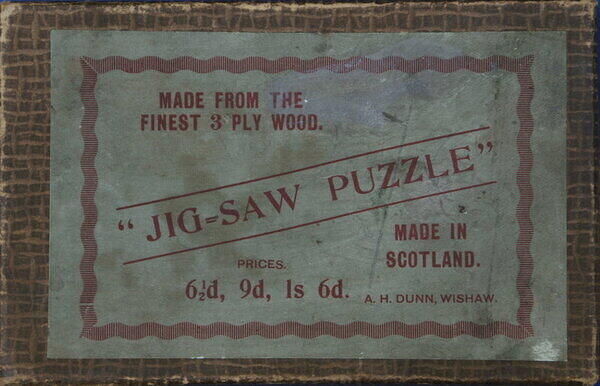 MADE FROM THE
FINEST 3 PLY WOOD.
"JIG=SAW PUZZLE"
MADE IN
SCOTLAND.
PRICES.
6½d, 9d, 1s 6d.
A. H. DUNN, WISHAW.